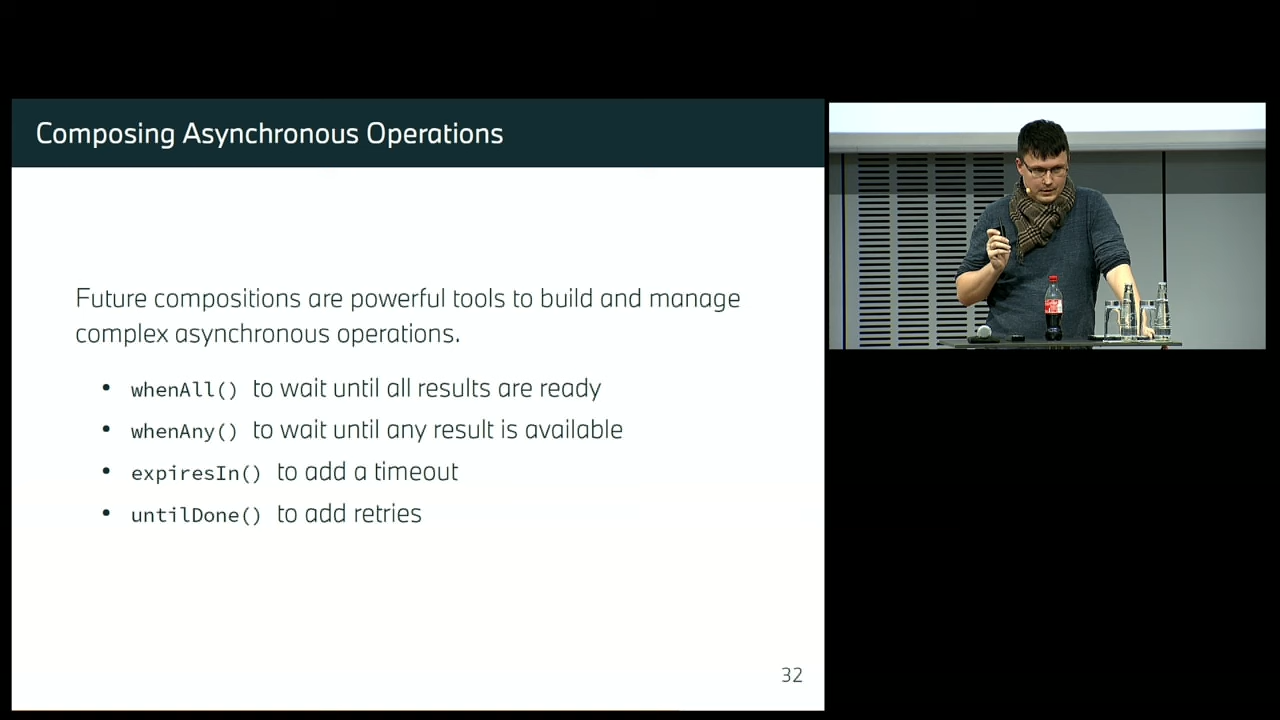 Composing Asynchronous Operations
Future compositions are powerful tools to build and manage
complex asynchronous operations.
• whenAll() to wait until all results are ready
• whenAny() to wait until any result is available
• expiresIn() to add a timeout
• untilDone() to add retries
32